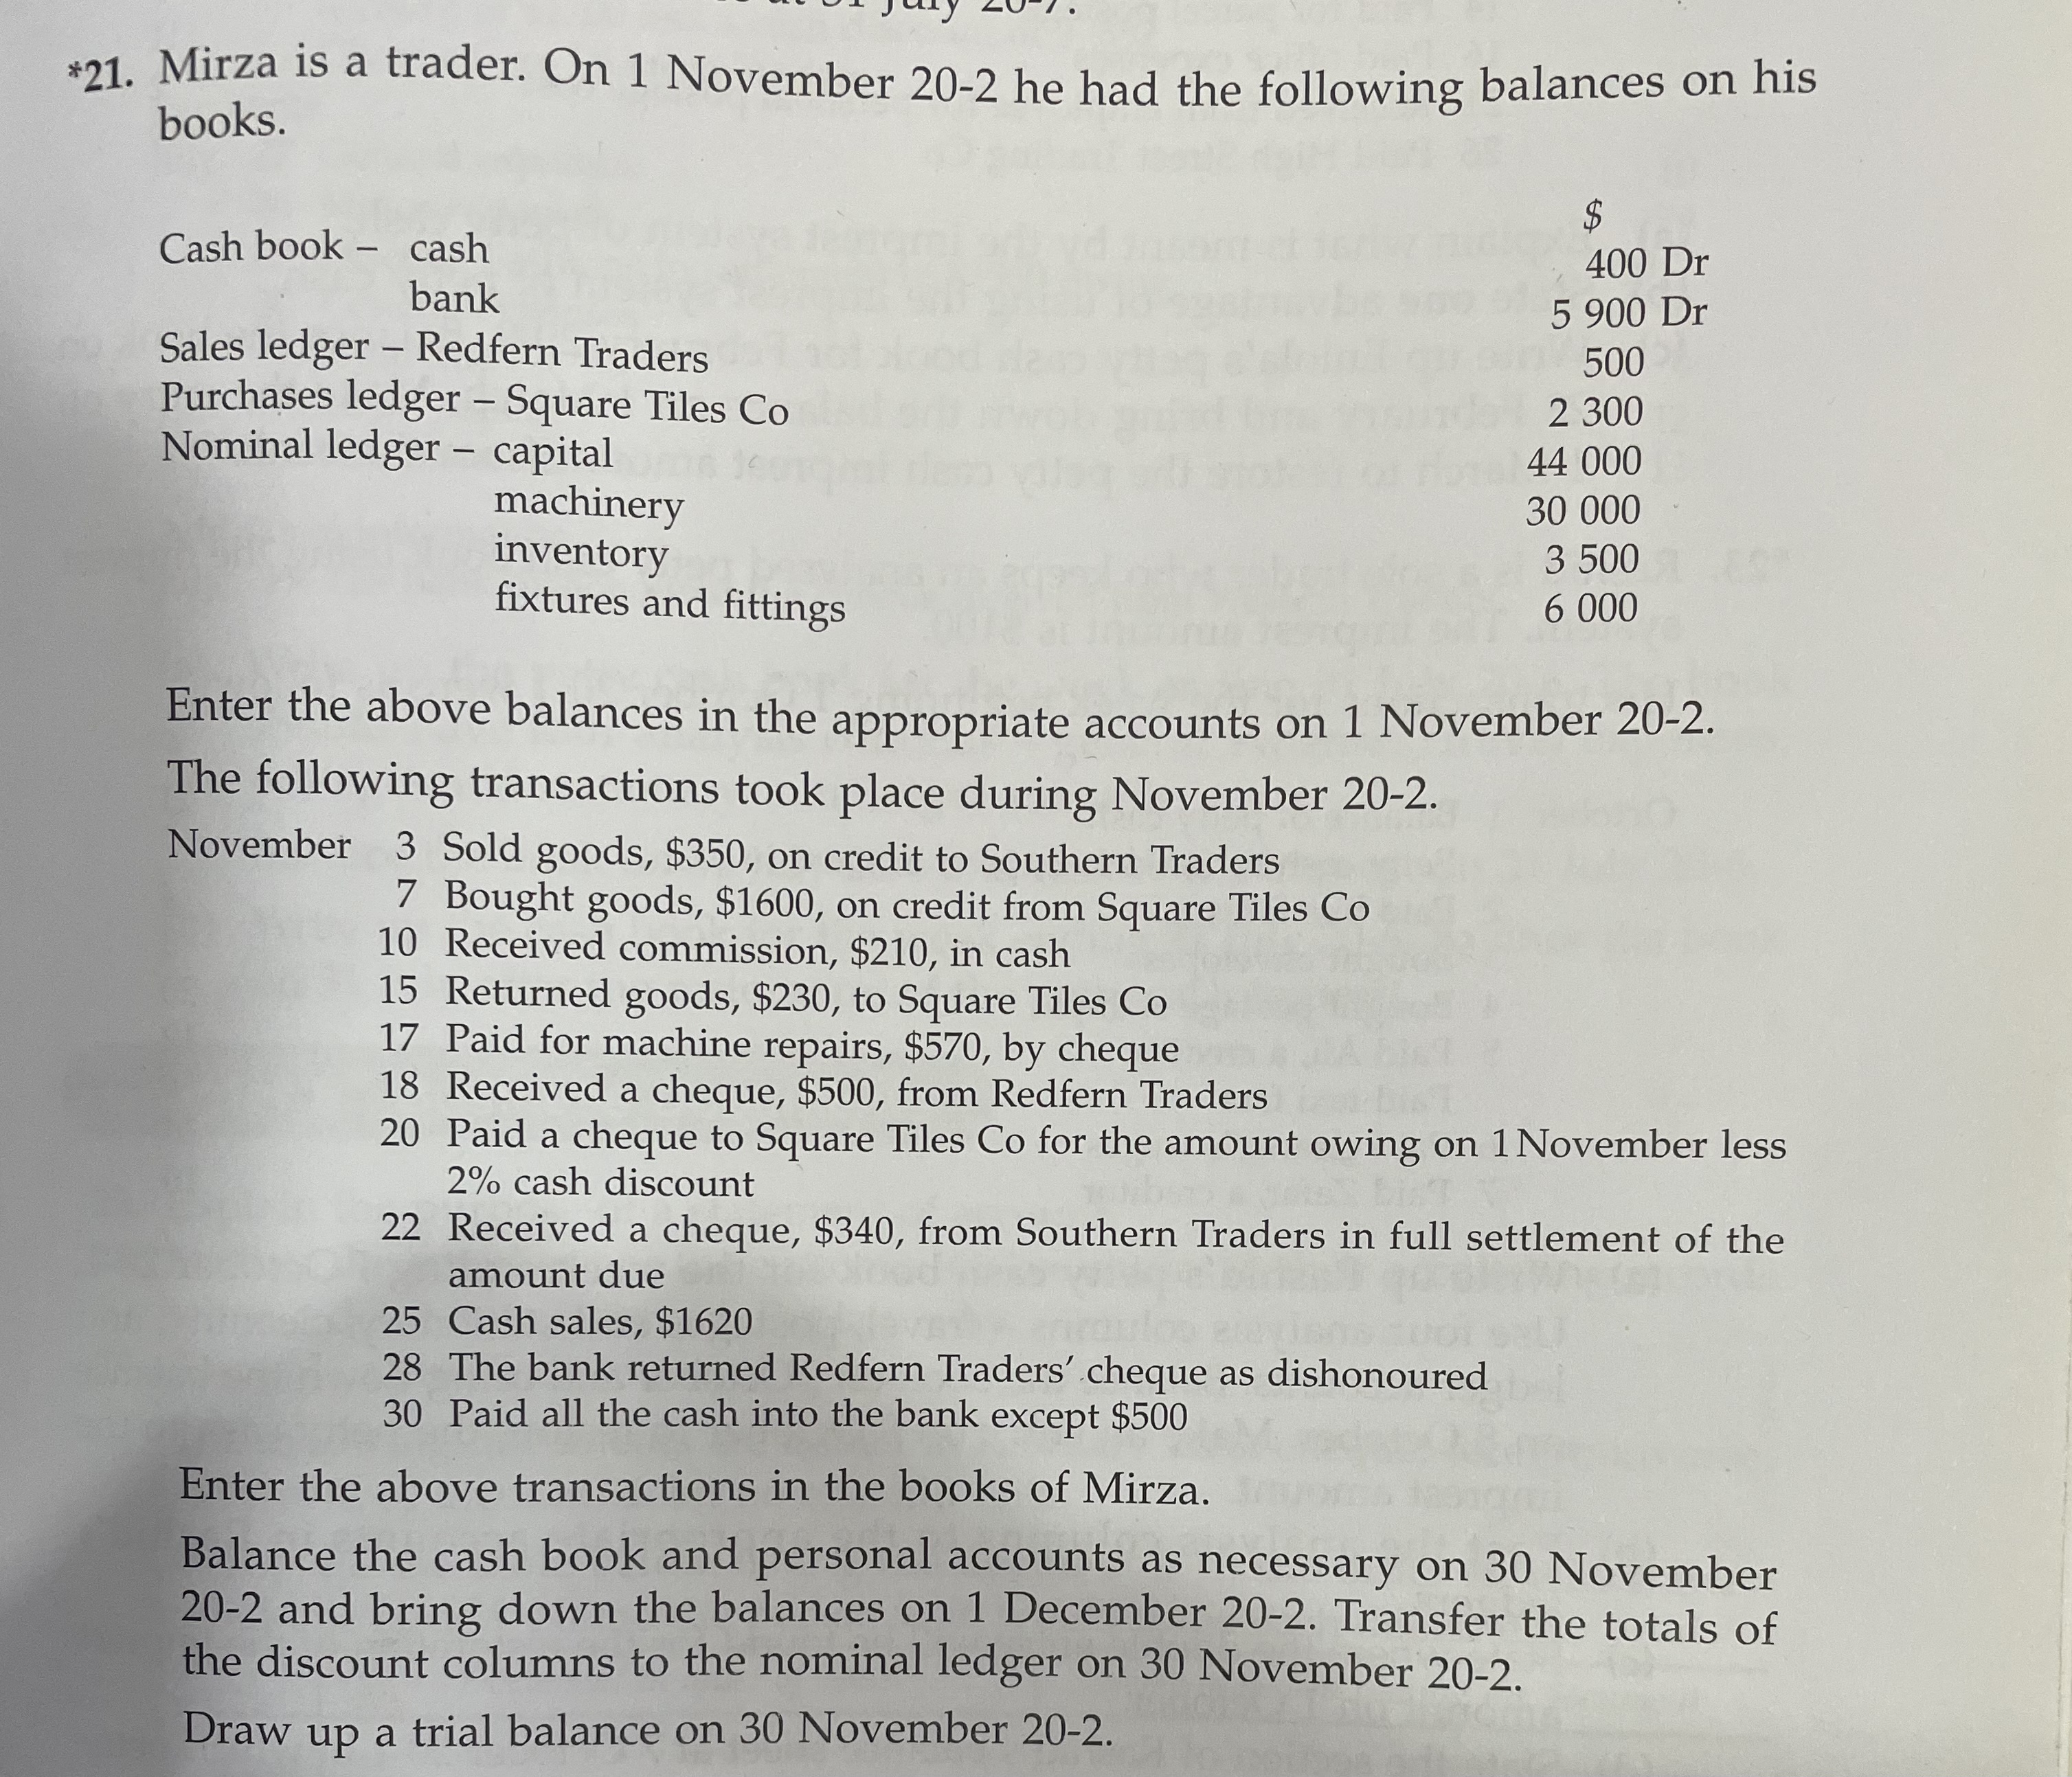 *21. Mirza is a trader. On 1 November 20-2 he had the following balances on his
books.
$
Cash book – cash 400 Dr
bank 5 900 Dr
Sales ledger – Redfern Traders 500
Purchases ledger – Square Tiles Co 2 300
Nominal ledger – capital 44 000
machinery 30 000
inventory 3 500
fixtures and fittings 6 000
Enter the above balances in the appropriate accounts on 1 November 20-2.
The following transactions took place during November 20-2.
November 3 Sold goods, $350, on credit to Southern Traders
7 Bought goods, $1600, on credit from Square Tiles Co
10 Received commission, $210, in cash
15 Returned goods, $230, to Square Tiles Co
17 Paid for machine repairs, $570, by cheque
18 Received a cheque, $500, from Redfern Traders
20 Paid a cheque to Square Tiles Co for the amount owing on 1 November less
2% cash discount
22 Received a cheque, $340, from Southern Traders in full settlement of the
amount due
25 Cash sales, $1620
28 The bank returned Redfern Traders' cheque as dishonoured
30 Paid all the cash into the bank except $500
Enter the above transactions in the books of Mirza.
Balance the cash book and personal accounts as necessary on 30 November
20-2 and bring down the balances on 1 December 20-2. Transfer the totals of
the discount columns to the nominal ledger on 30 November 20-2.
Draw up a trial balance on 30 November 20-2.